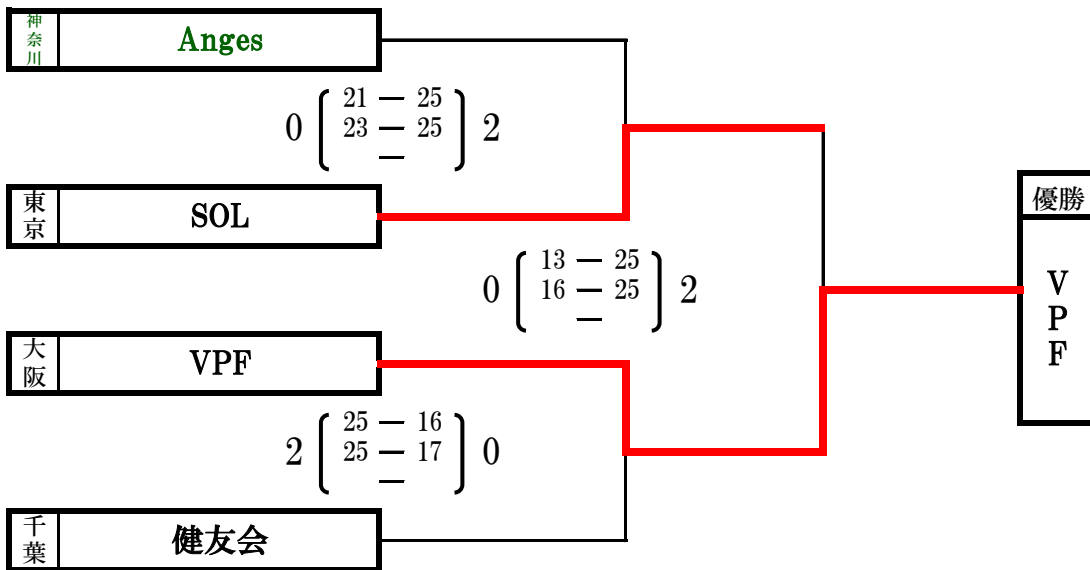 神奈川 Anges
0 21 — 25 2
23 — 25
—
東京 SOL
0 13 — 25 2
16 — 25
—
優勝
VPF
大阪 VPF
2 25 — 16 0
25 — 17
—
千葉 健友会